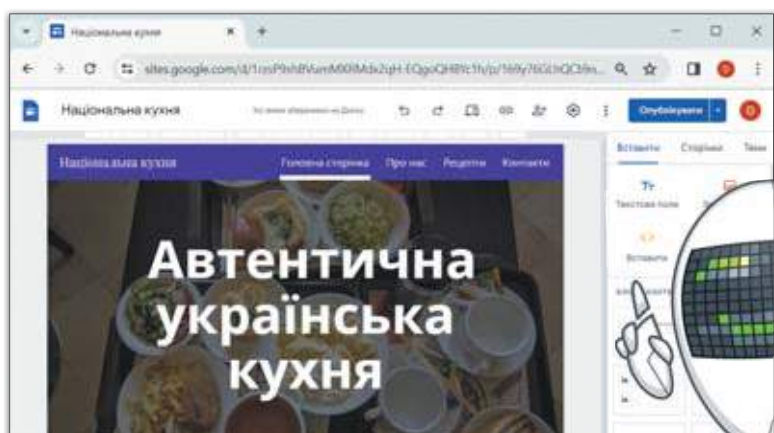 Національна кухня
Національна кухня
Опублікувати
Вставити Сторінки Теми
Національна кухня
Головна сторінка Про нас Рецепти Контакти
Текстове поле
Вставити
Автентична
українська
кухня